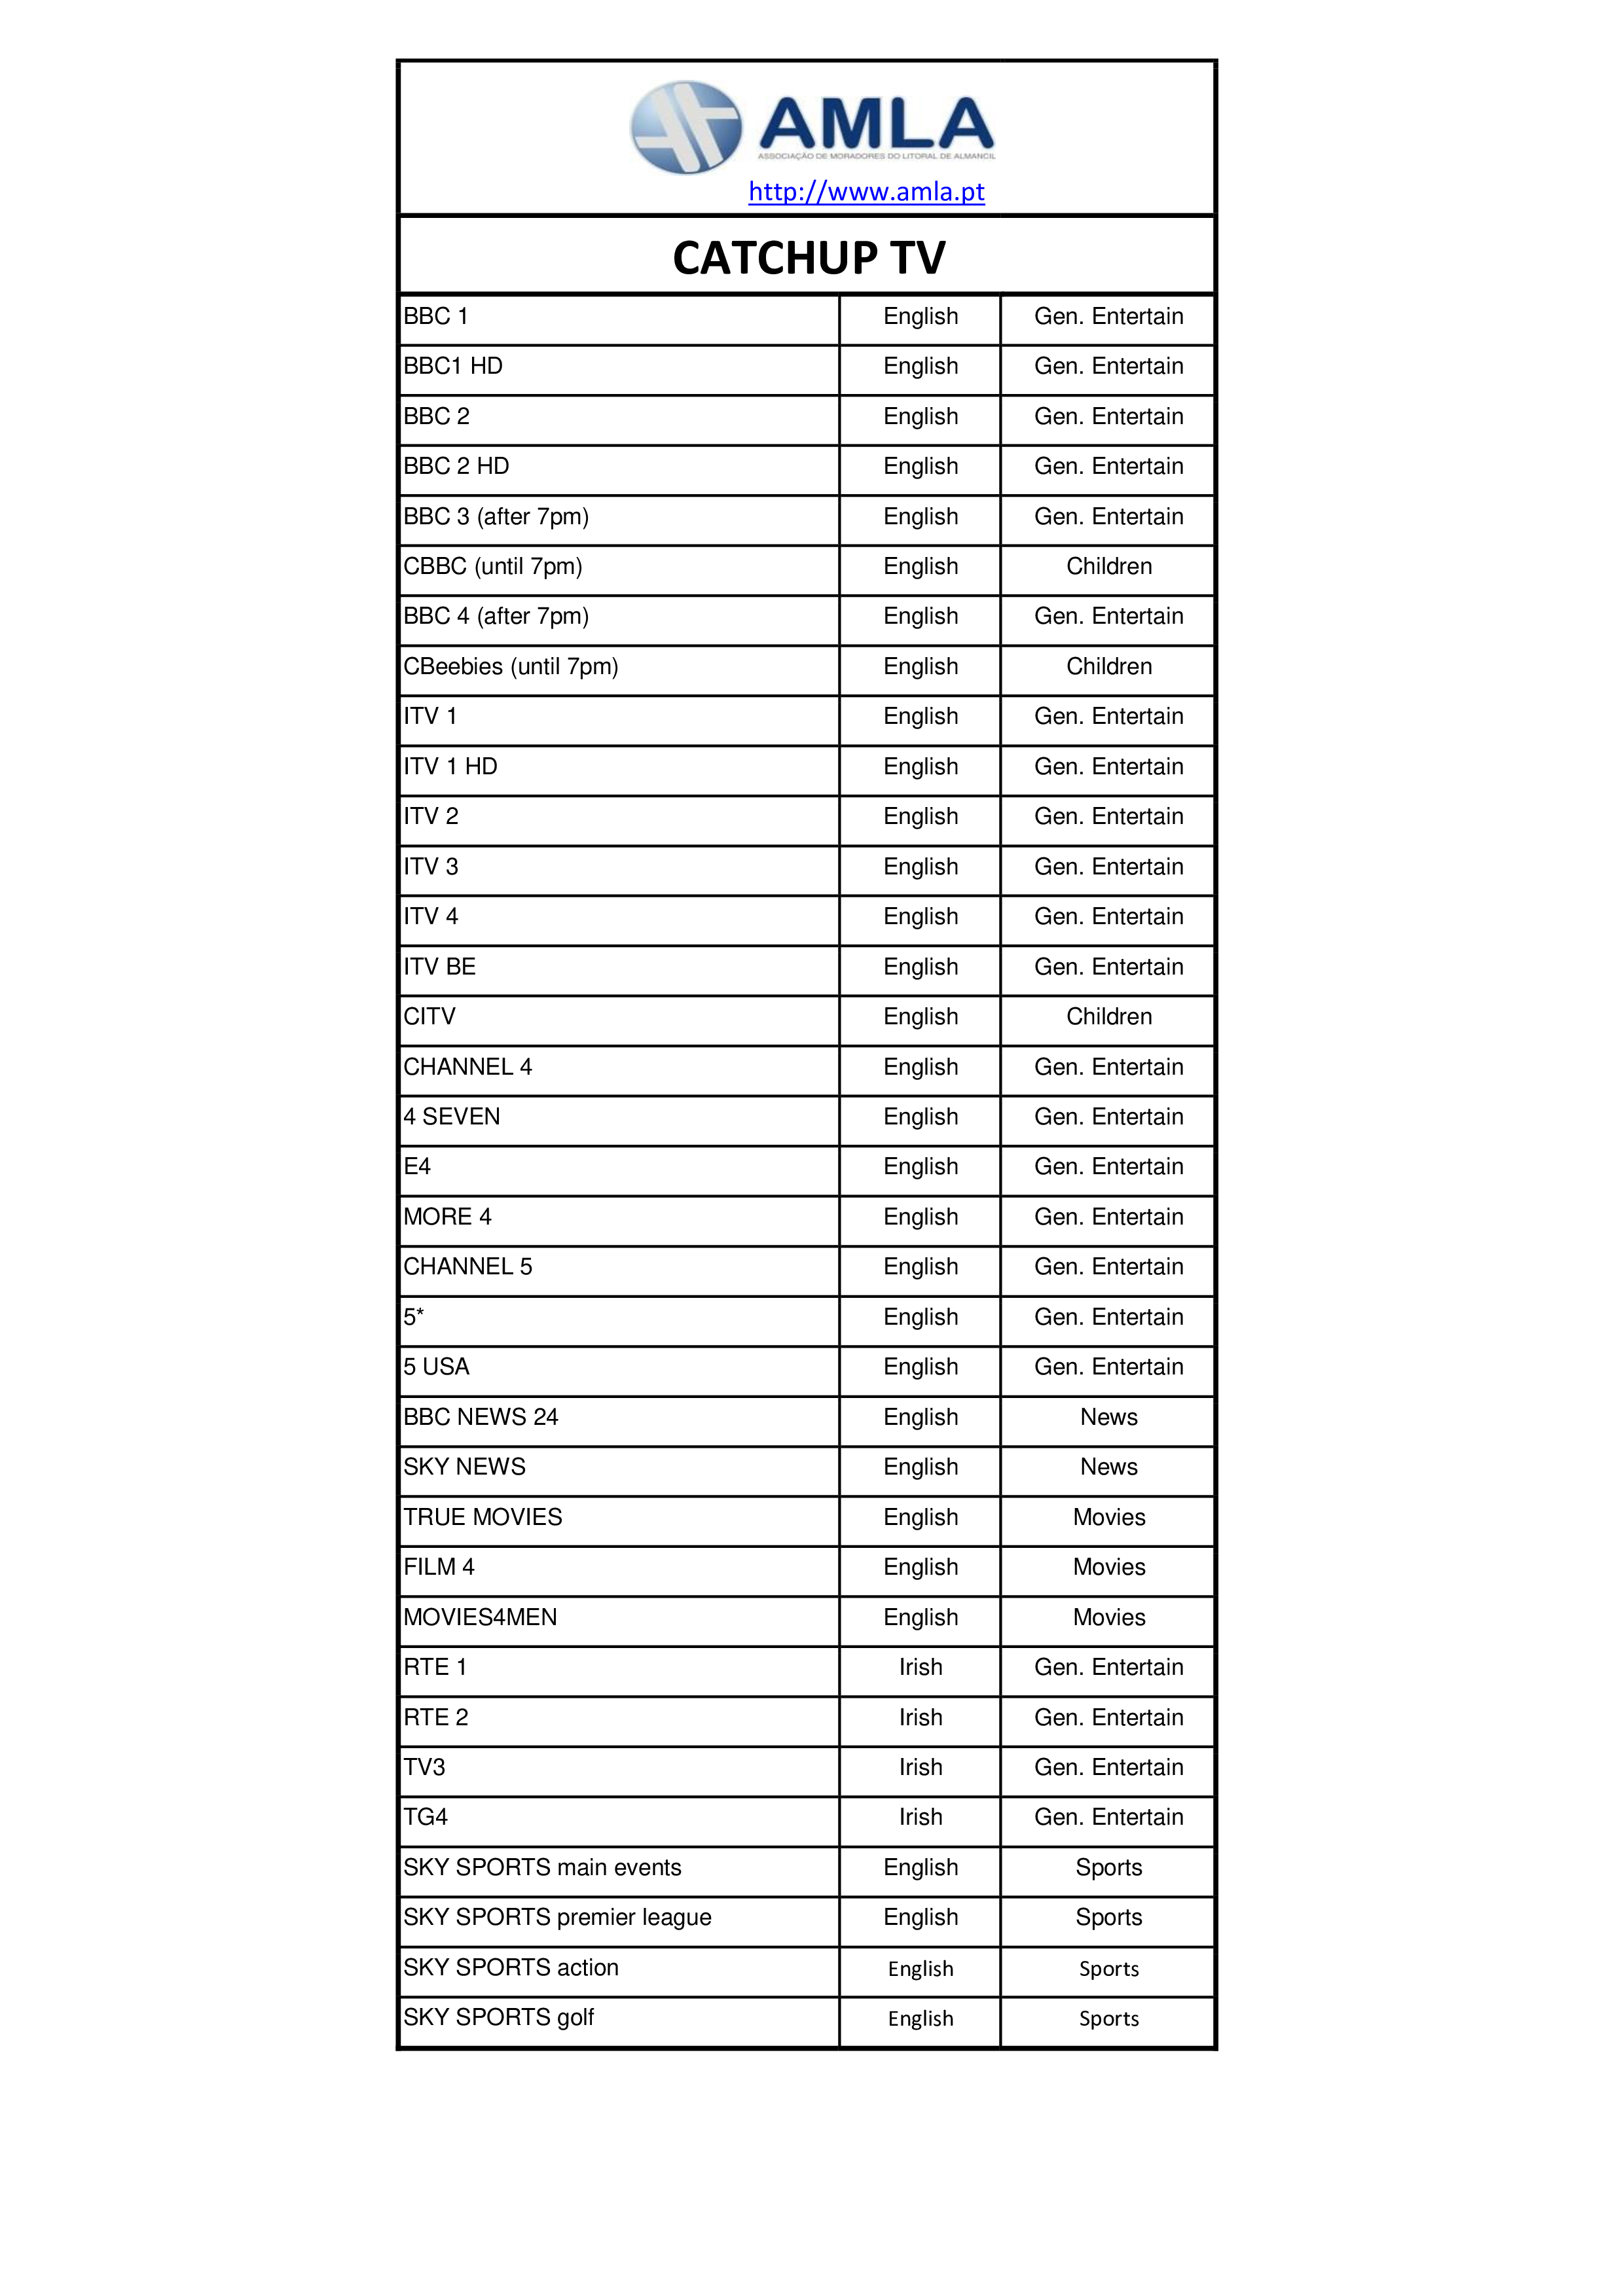 AMLA
ASSOCIAÇÃO DE MORADORES DO LITORAL DE ALMANCIL
http://www.amla.pt
CATCHUP TV
BBC 1 English Gen. Entertain
BBC1 HD English Gen. Entertain
BBC 2 English Gen. Entertain
BBC 2 HD English Gen. Entertain
BBC 3 (after 7pm) English Gen. Entertain
CBBC (until 7pm) English Children
BBC 4 (after 7pm) English Gen. Entertain
CBeebies (until 7pm) English Children
ITV 1 English Gen. Entertain
ITV 1 HD English Gen. Entertain
ITV 2 English Gen. Entertain
ITV 3 English Gen. Entertain
ITV 4 English Gen. Entertain
ITV BE English Gen. Entertain
CITV English Children
CHANNEL 4 English Gen. Entertain
4 SEVEN English Gen. Entertain
E4 English Gen. Entertain
MORE 4 English Gen. Entertain
CHANNEL 5 English Gen. Entertain
5* English Gen. Entertain
5 USA English Gen. Entertain
BBC NEWS 24 English News
SKY NEWS English News
TRUE MOVIES English Movies
FILM 4 English Movies
MOVIES4MEN English Movies
RTE 1 Irish Gen. Entertain
RTE 2 Irish Gen. Entertain
TV3 Irish Gen. Entertain
TG4 Irish Gen. Entertain
SKY SPORTS main events English Sports
SKY SPORTS premier league English Sports
SKY SPORTS action English Sports
SKY SPORTS golf English Sports